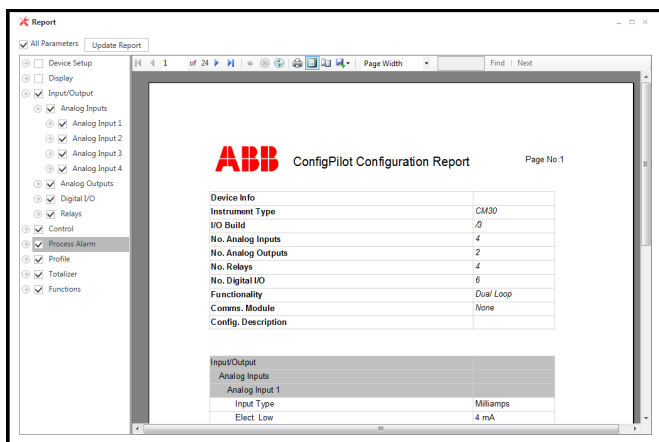 Report
All Parameters Update Report
Device Setup
Display
Input/Output
Analog Inputs
Analog Input 1
Analog Input 2
Analog Input 3
Analog Input 4
Analog Outputs
Digital I/O
Relays
Control
Process Alarm
Profile
Totalizer
Functions
1 of 24 Page Width Find | Next
ABB ConfigPilot Configuration Report Page No:1
Device Info
Instrument Type CM30
I/O Build /3
No. Analog Inputs 4
No. Analog Outputs 2
No. Relays 4
No. Digital I/O 6
Functionality Dual Loop
Comms. Module None
Config. Description
Input/Output
Analog Inputs
Analog Input 1
Input Type Milliamps
Elect. Low 4 mA